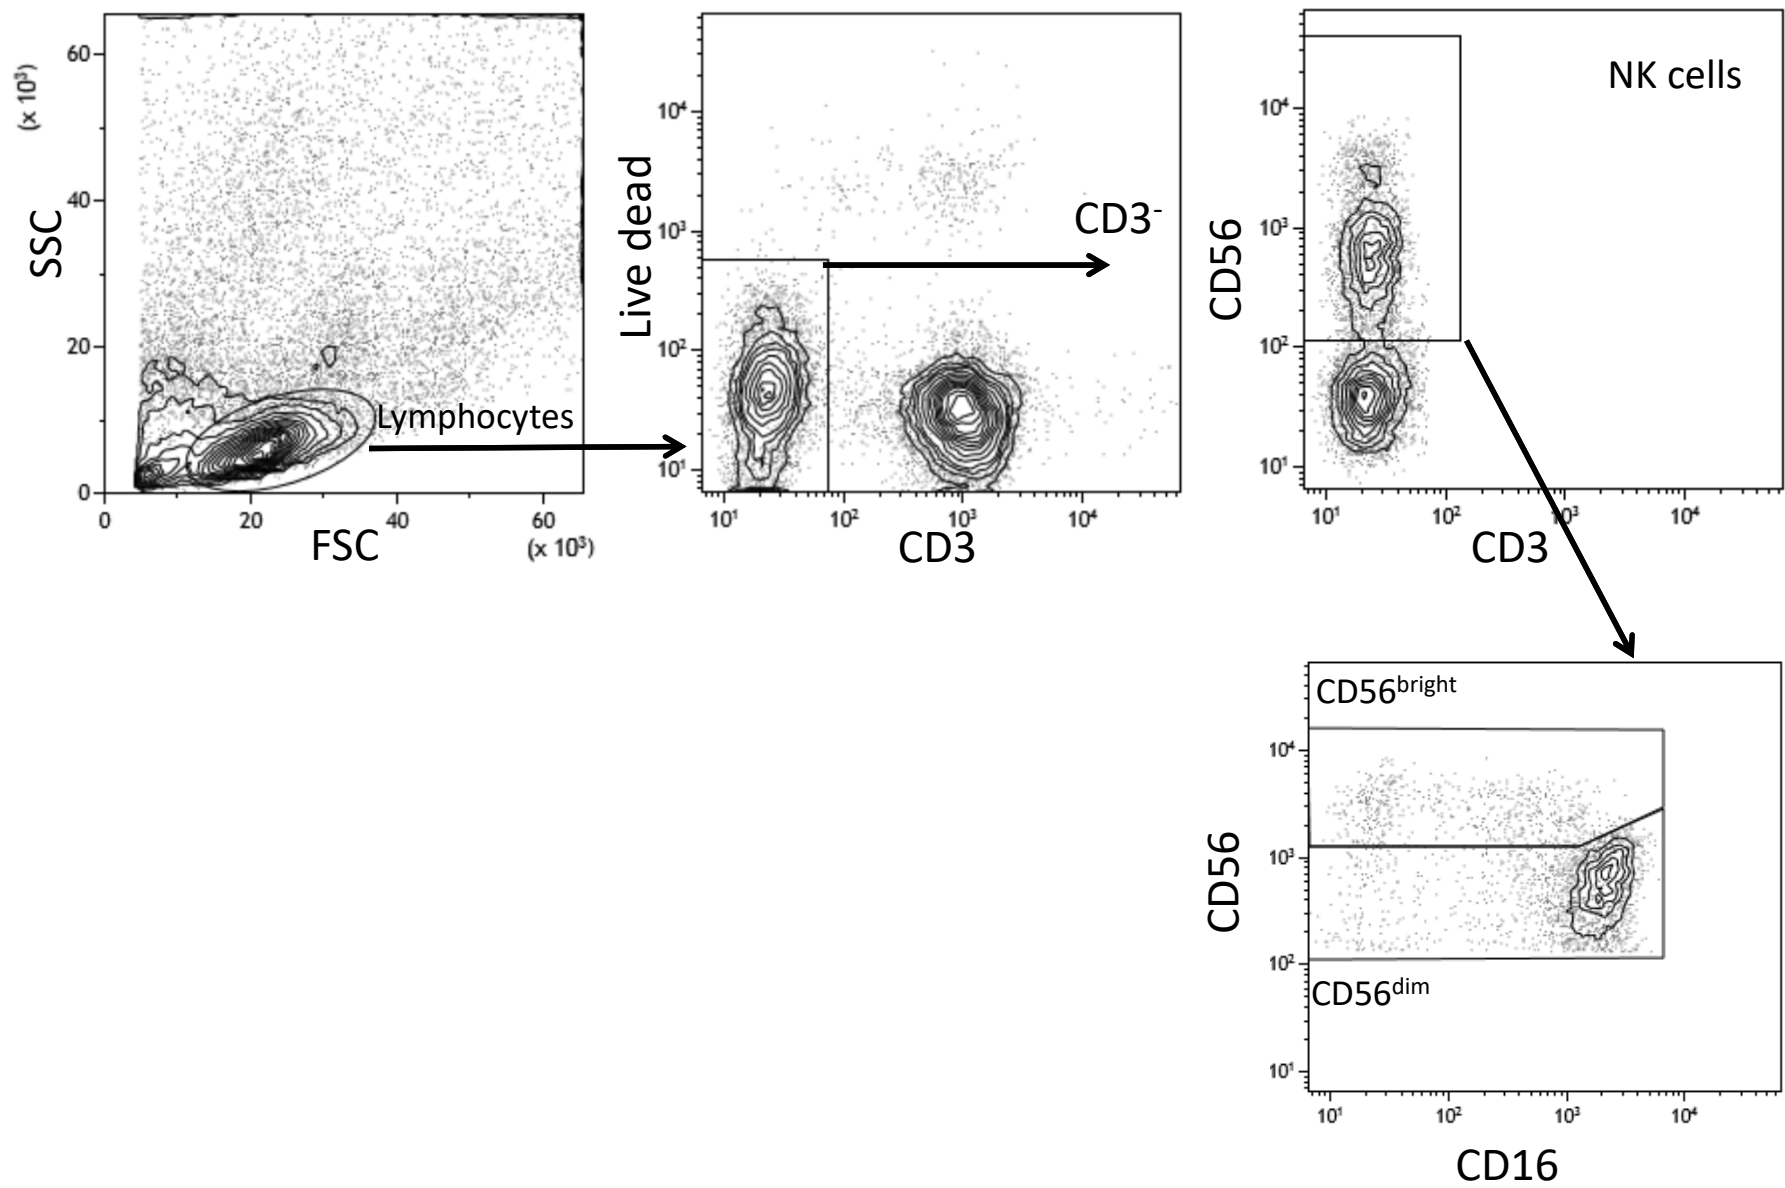 60
(x 10³)
40
SSC
20
Lymphocytes
0
0 20 40 60
FSC (x 10³)
Live dead
10⁴
10³
10²
10¹
CD3⁻
10¹ 10² 10³ 10⁴
CD3
NK cells
CD56
10⁴
10³
10²
10¹
10¹ 10² 10³ 10⁴
CD3
CD56ᵇʳⁱᵍʰᵗ
10⁴
CD56
10³
10²
CD56ᵈⁱᵐ
10¹
10¹ 10² 10³ 10⁴
CD16